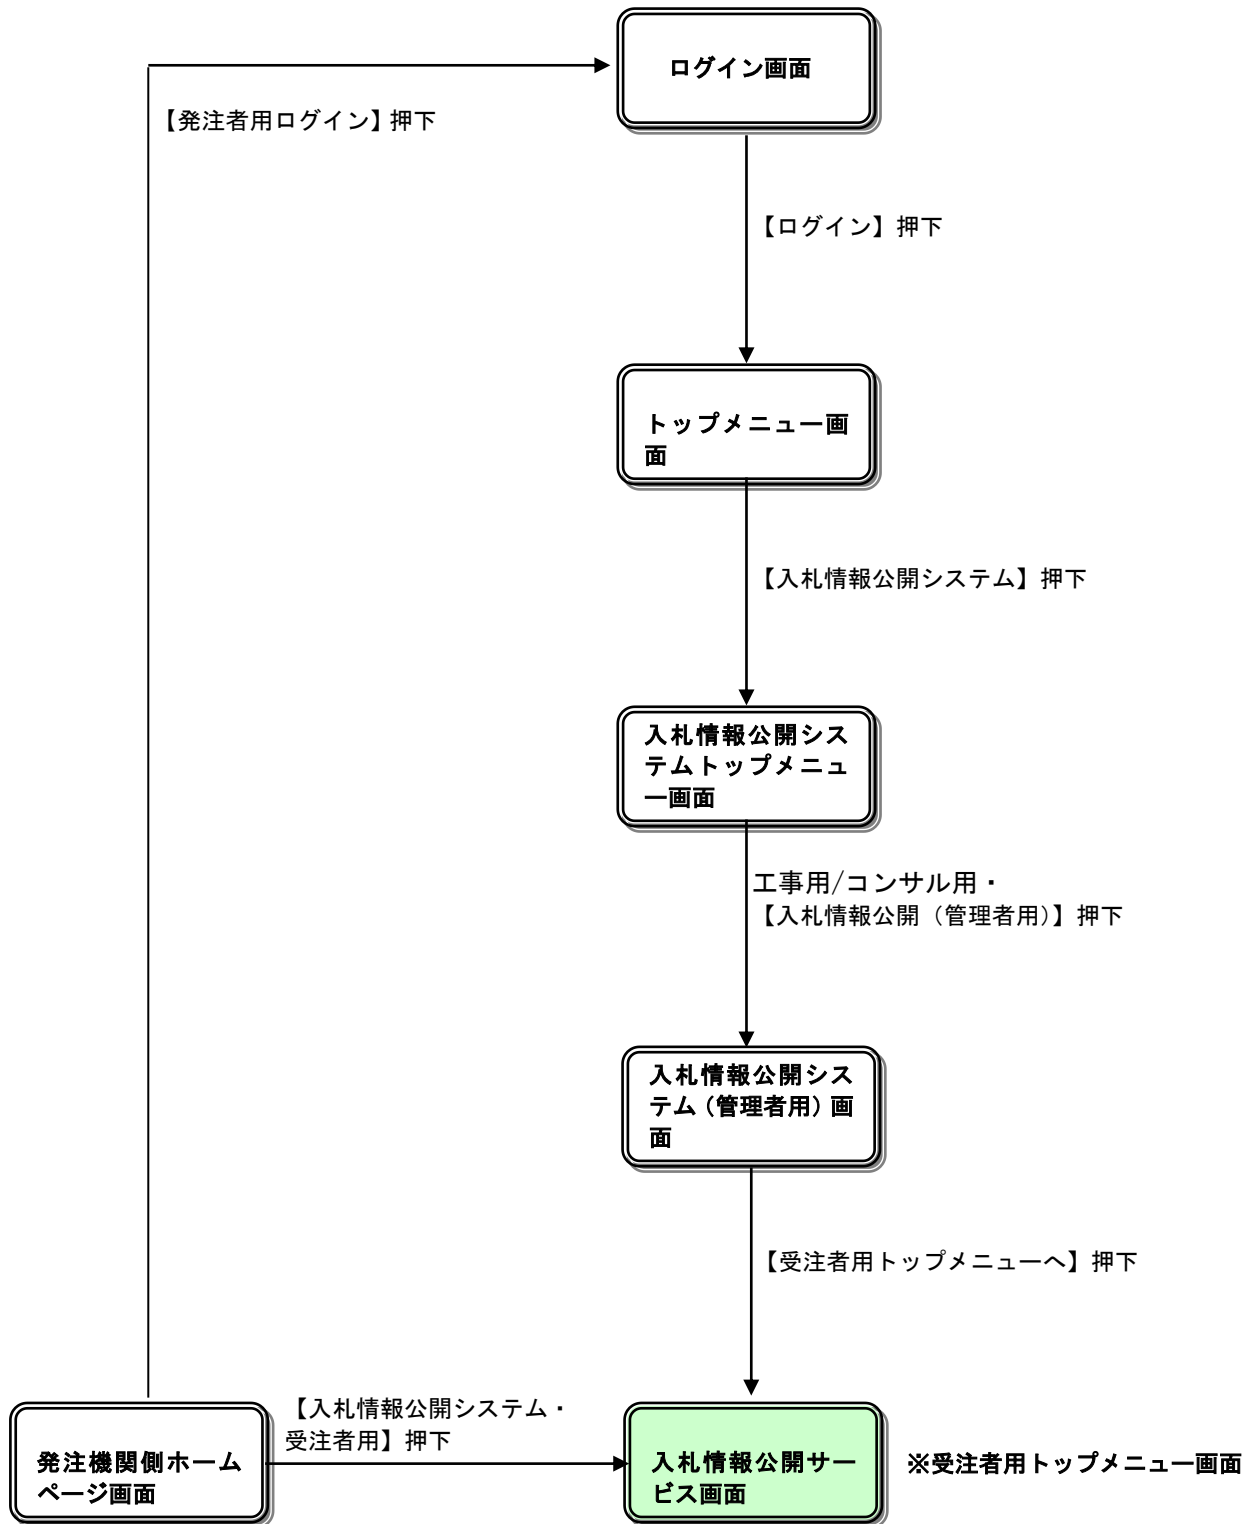 ログイン画面
【発注者用ログイン】押下
【ログイン】押下
トップメニュー画
面
【入札情報公開システム】押下
入札情報公開シス
テムトップメニュ
ー画面
工事用/コンサル用・
【入札情報公開（管理者用）】押下
入札情報公開シス
テム（管理者用）画
面
【受注者用トップメニューへ】押下
【入札情報公開システム・
受注者用】押下
発注機関側ホーム
ページ画面
入札情報公開サー
ビス画面
※受注者用トップメニュー画面